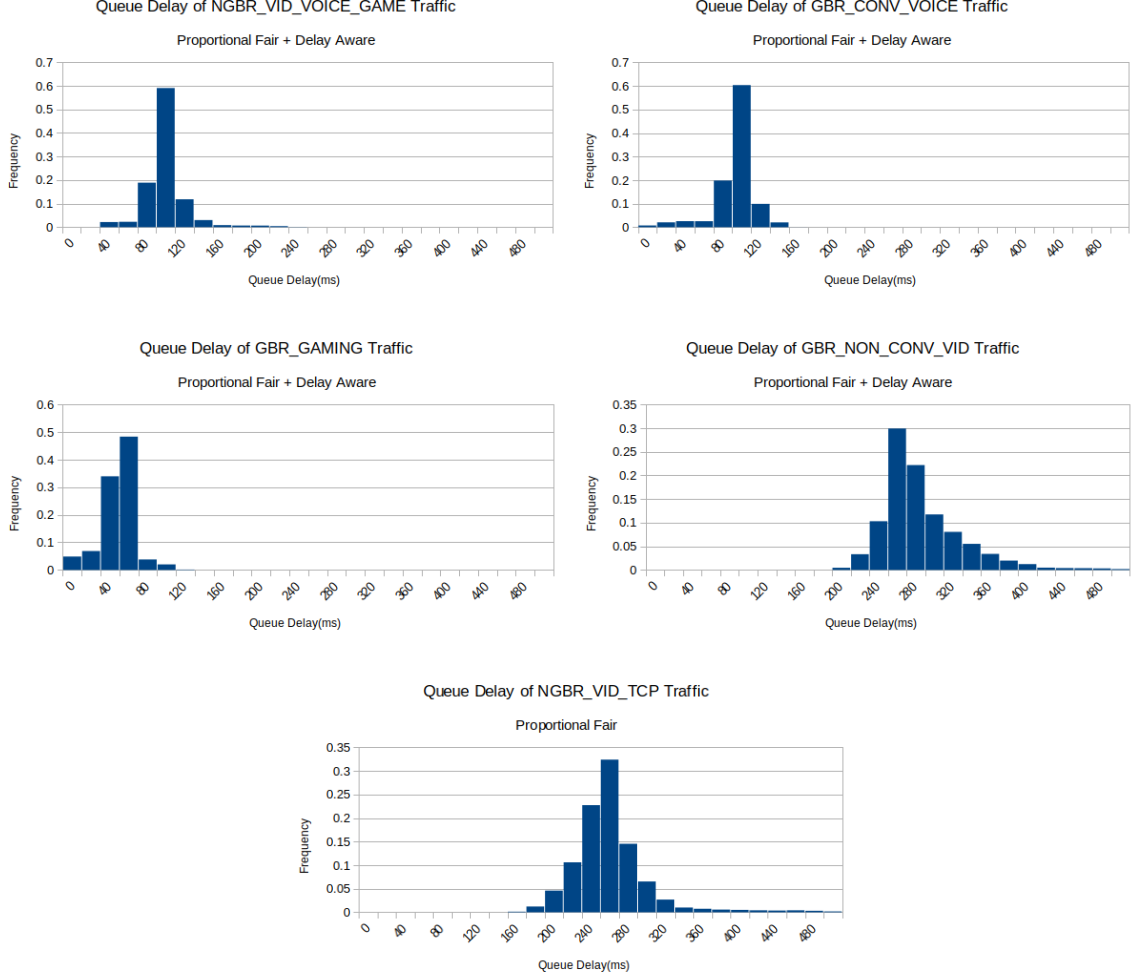 Queue Delay of NGBR_VID_VOICE_GAME Traffic
Proportional Fair + Delay Aware
0.7
0.6
0.5
0.4
0.3
0.2
0.1
0
Frequency
0 40 80 120 160 200 240 280 320 360 400 440 480
Queue Delay(ms)
Queue Delay of GBR_CONV_VOICE Traffic
Proportional Fair + Delay Aware
0.7
0.6
0.5
0.4
0.3
0.2
0.1
0
Frequency
0 40 80 120 160 200 240 280 320 360 400 440 480
Queue Delay(ms)
Queue Delay of GBR_GAMING Traffic
Proportional Fair + Delay Aware
0.6
0.5
0.4
0.3
0.2
0.1
0
Frequency
0 40 80 120 160 200 240 280 320 360 400 440 480
Queue Delay(ms)
Queue Delay of GBR_NON_CONV_VID Traffic
Proportional Fair + Delay Aware
0.35
0.3
0.25
0.2
0.15
0.1
0.05
0
Frequency
0 40 80 120 160 200 240 280 320 360 400 440 480
Queue Delay(ms)
Queue Delay of NGBR_VID_TCP Traffic
Proportional Fair
0.35
0.3
0.25
0.2
0.15
0.1
0.05
0
Frequency
0 40 80 120 160 200 240 280 320 360 400 440 480
Queue Delay(ms)